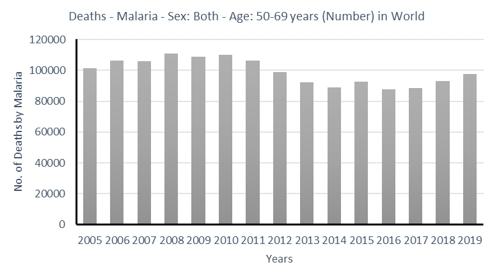 Deaths - Malaria - Sex: Both - Age: 50-69 years (Number) in World
No. of Deaths by Malaria
120000
100000
80000
60000
40000
20000
0
2005 2006 2007 2008 2009 2010 2011 2012 2013 2014 2015 2016 2017 2018 2019
Years